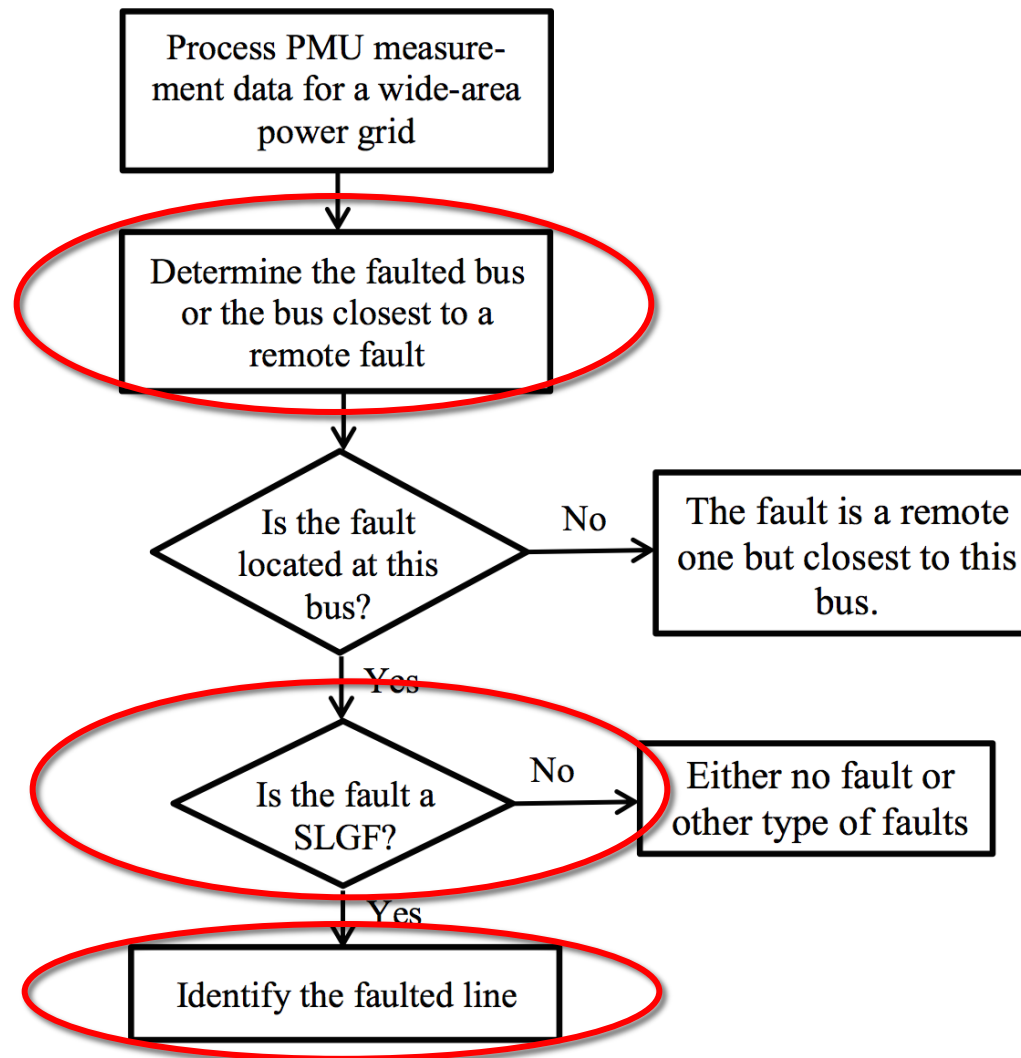 Process PMU measure-
ment data for a wide-area
power grid
Determine the faulted bus
or the bus closest to a
remote fault
Is the fault
located at this
bus?
No
The fault is a remote
one but closest to this
bus.
Yes
Is the fault a
SLGF?
No
Either no fault or
other type of faults
Yes
Identify the faulted line